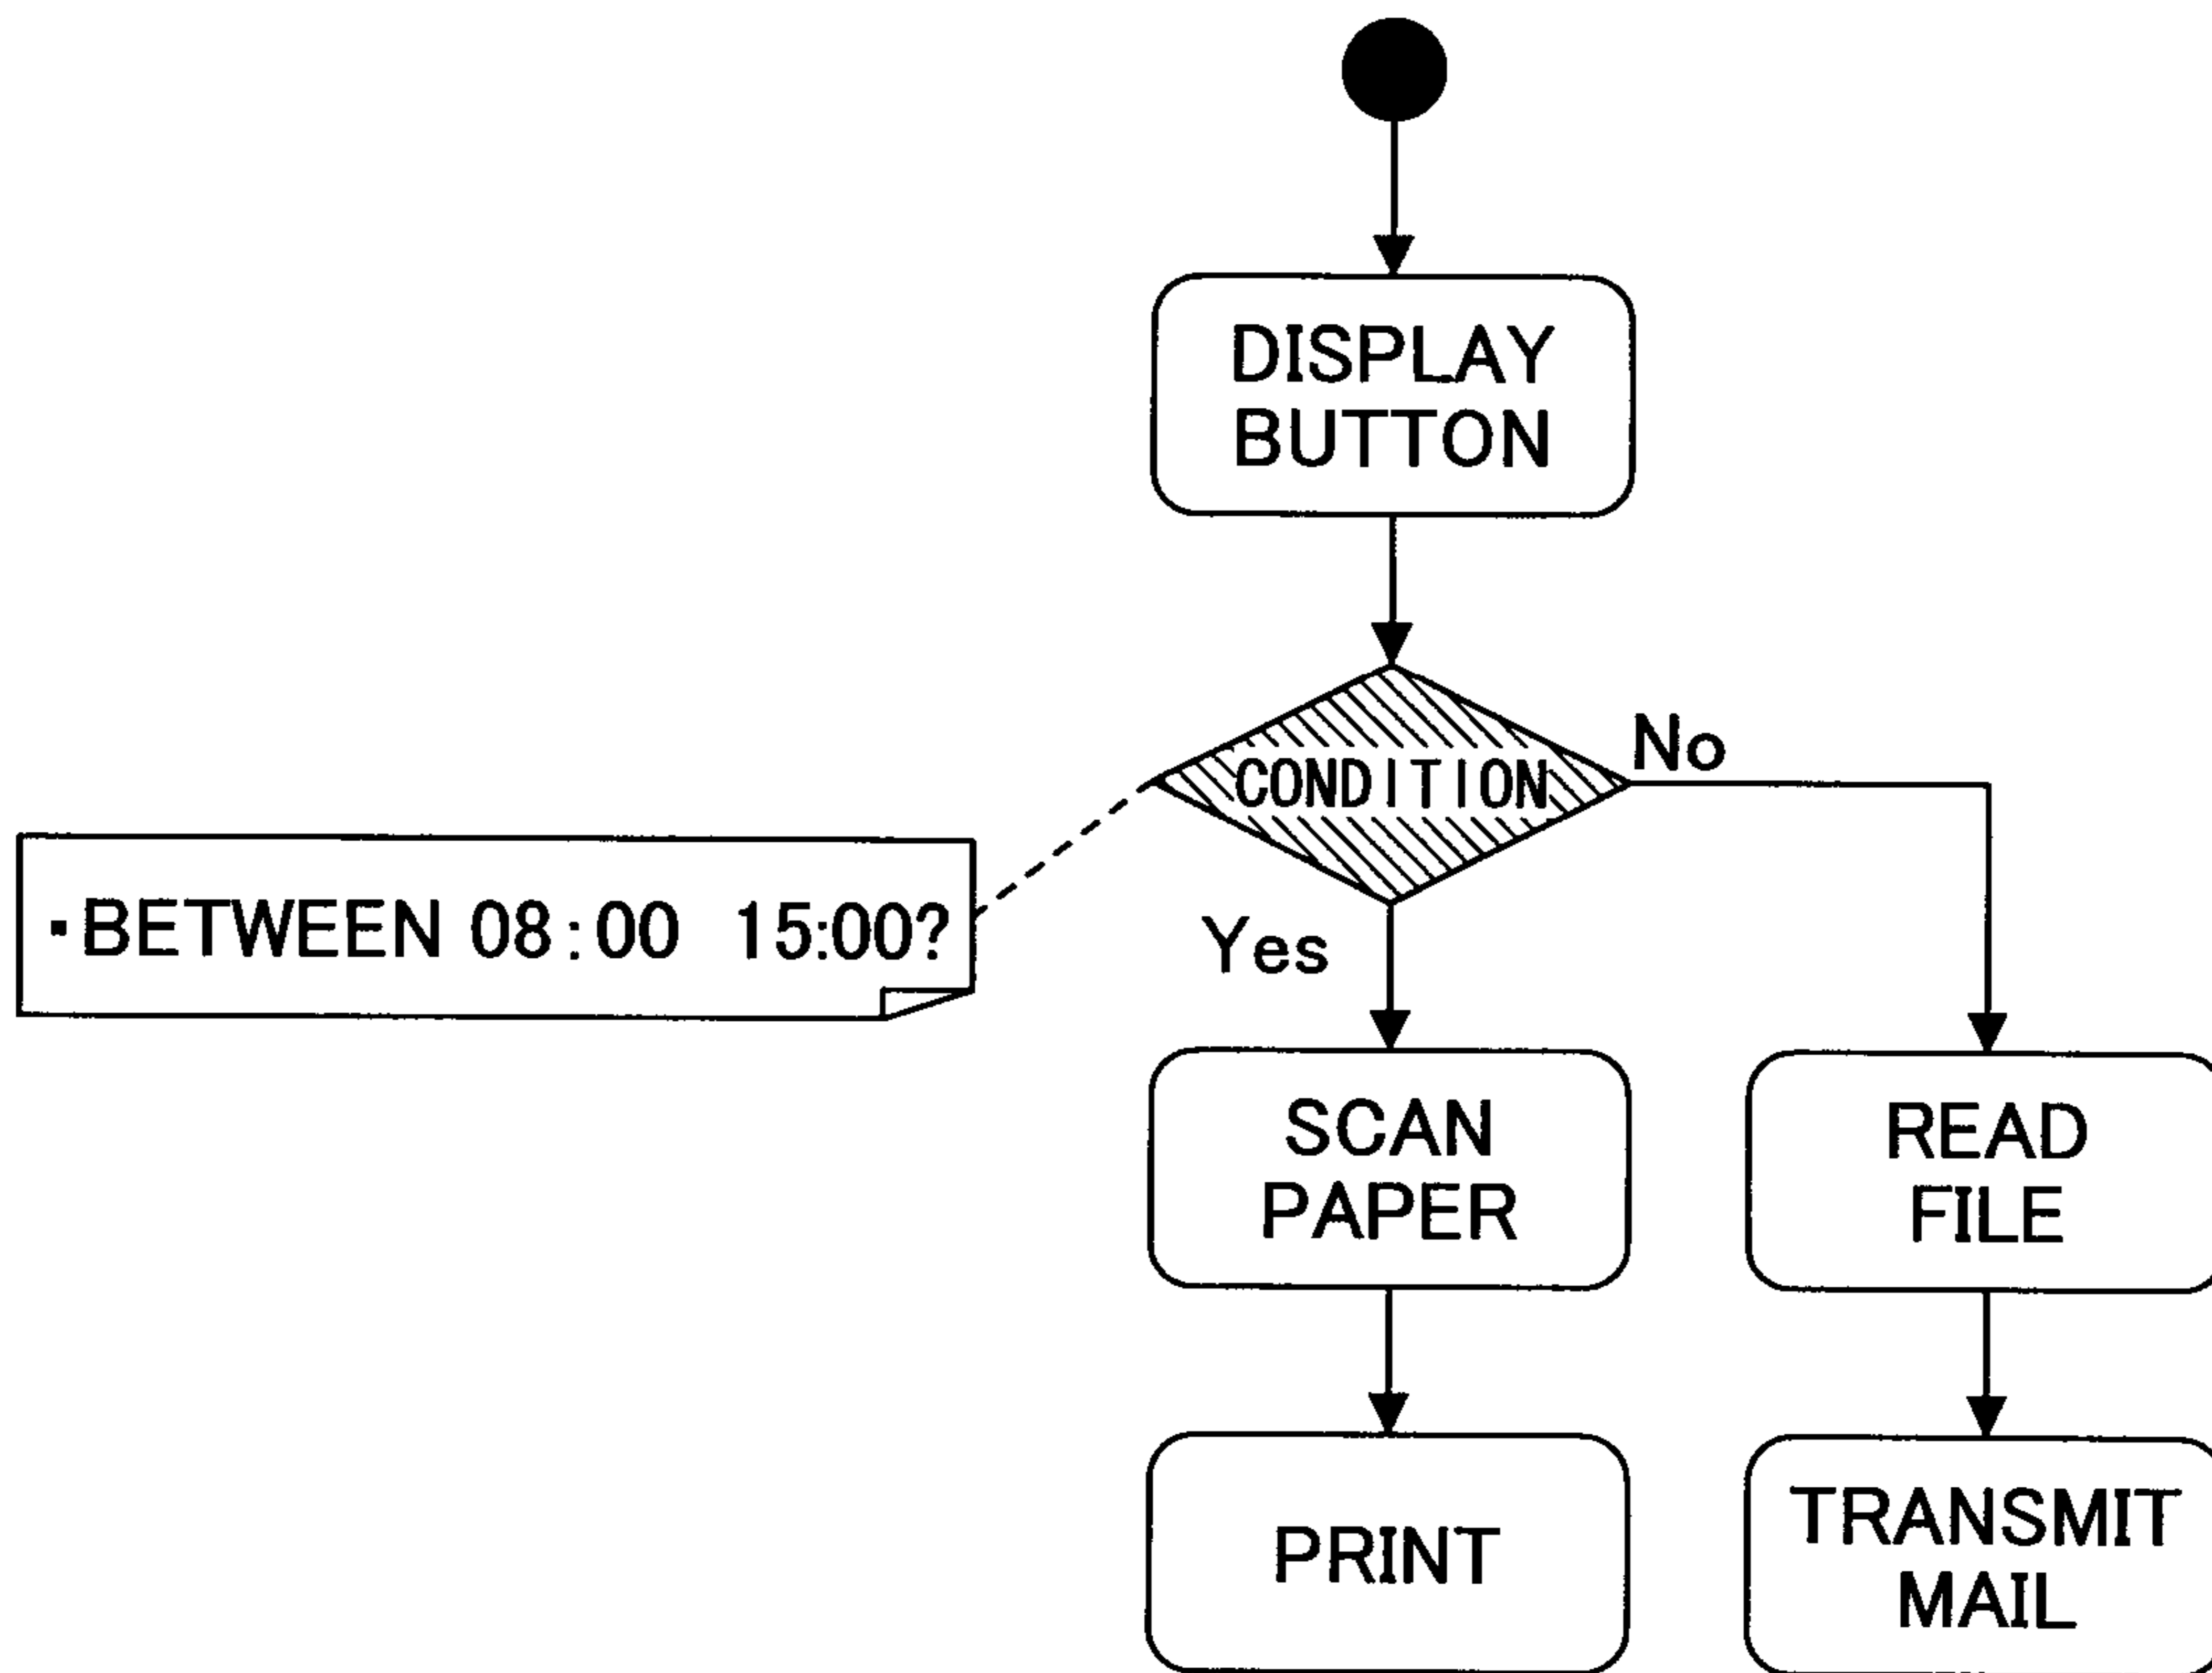 DISPLAY
BUTTON
CONDITION
No
▪BETWEEN 08:00 15:00?
Yes
SCAN
PAPER
READ
FILE
PRINT
TRANSMIT
MAIL